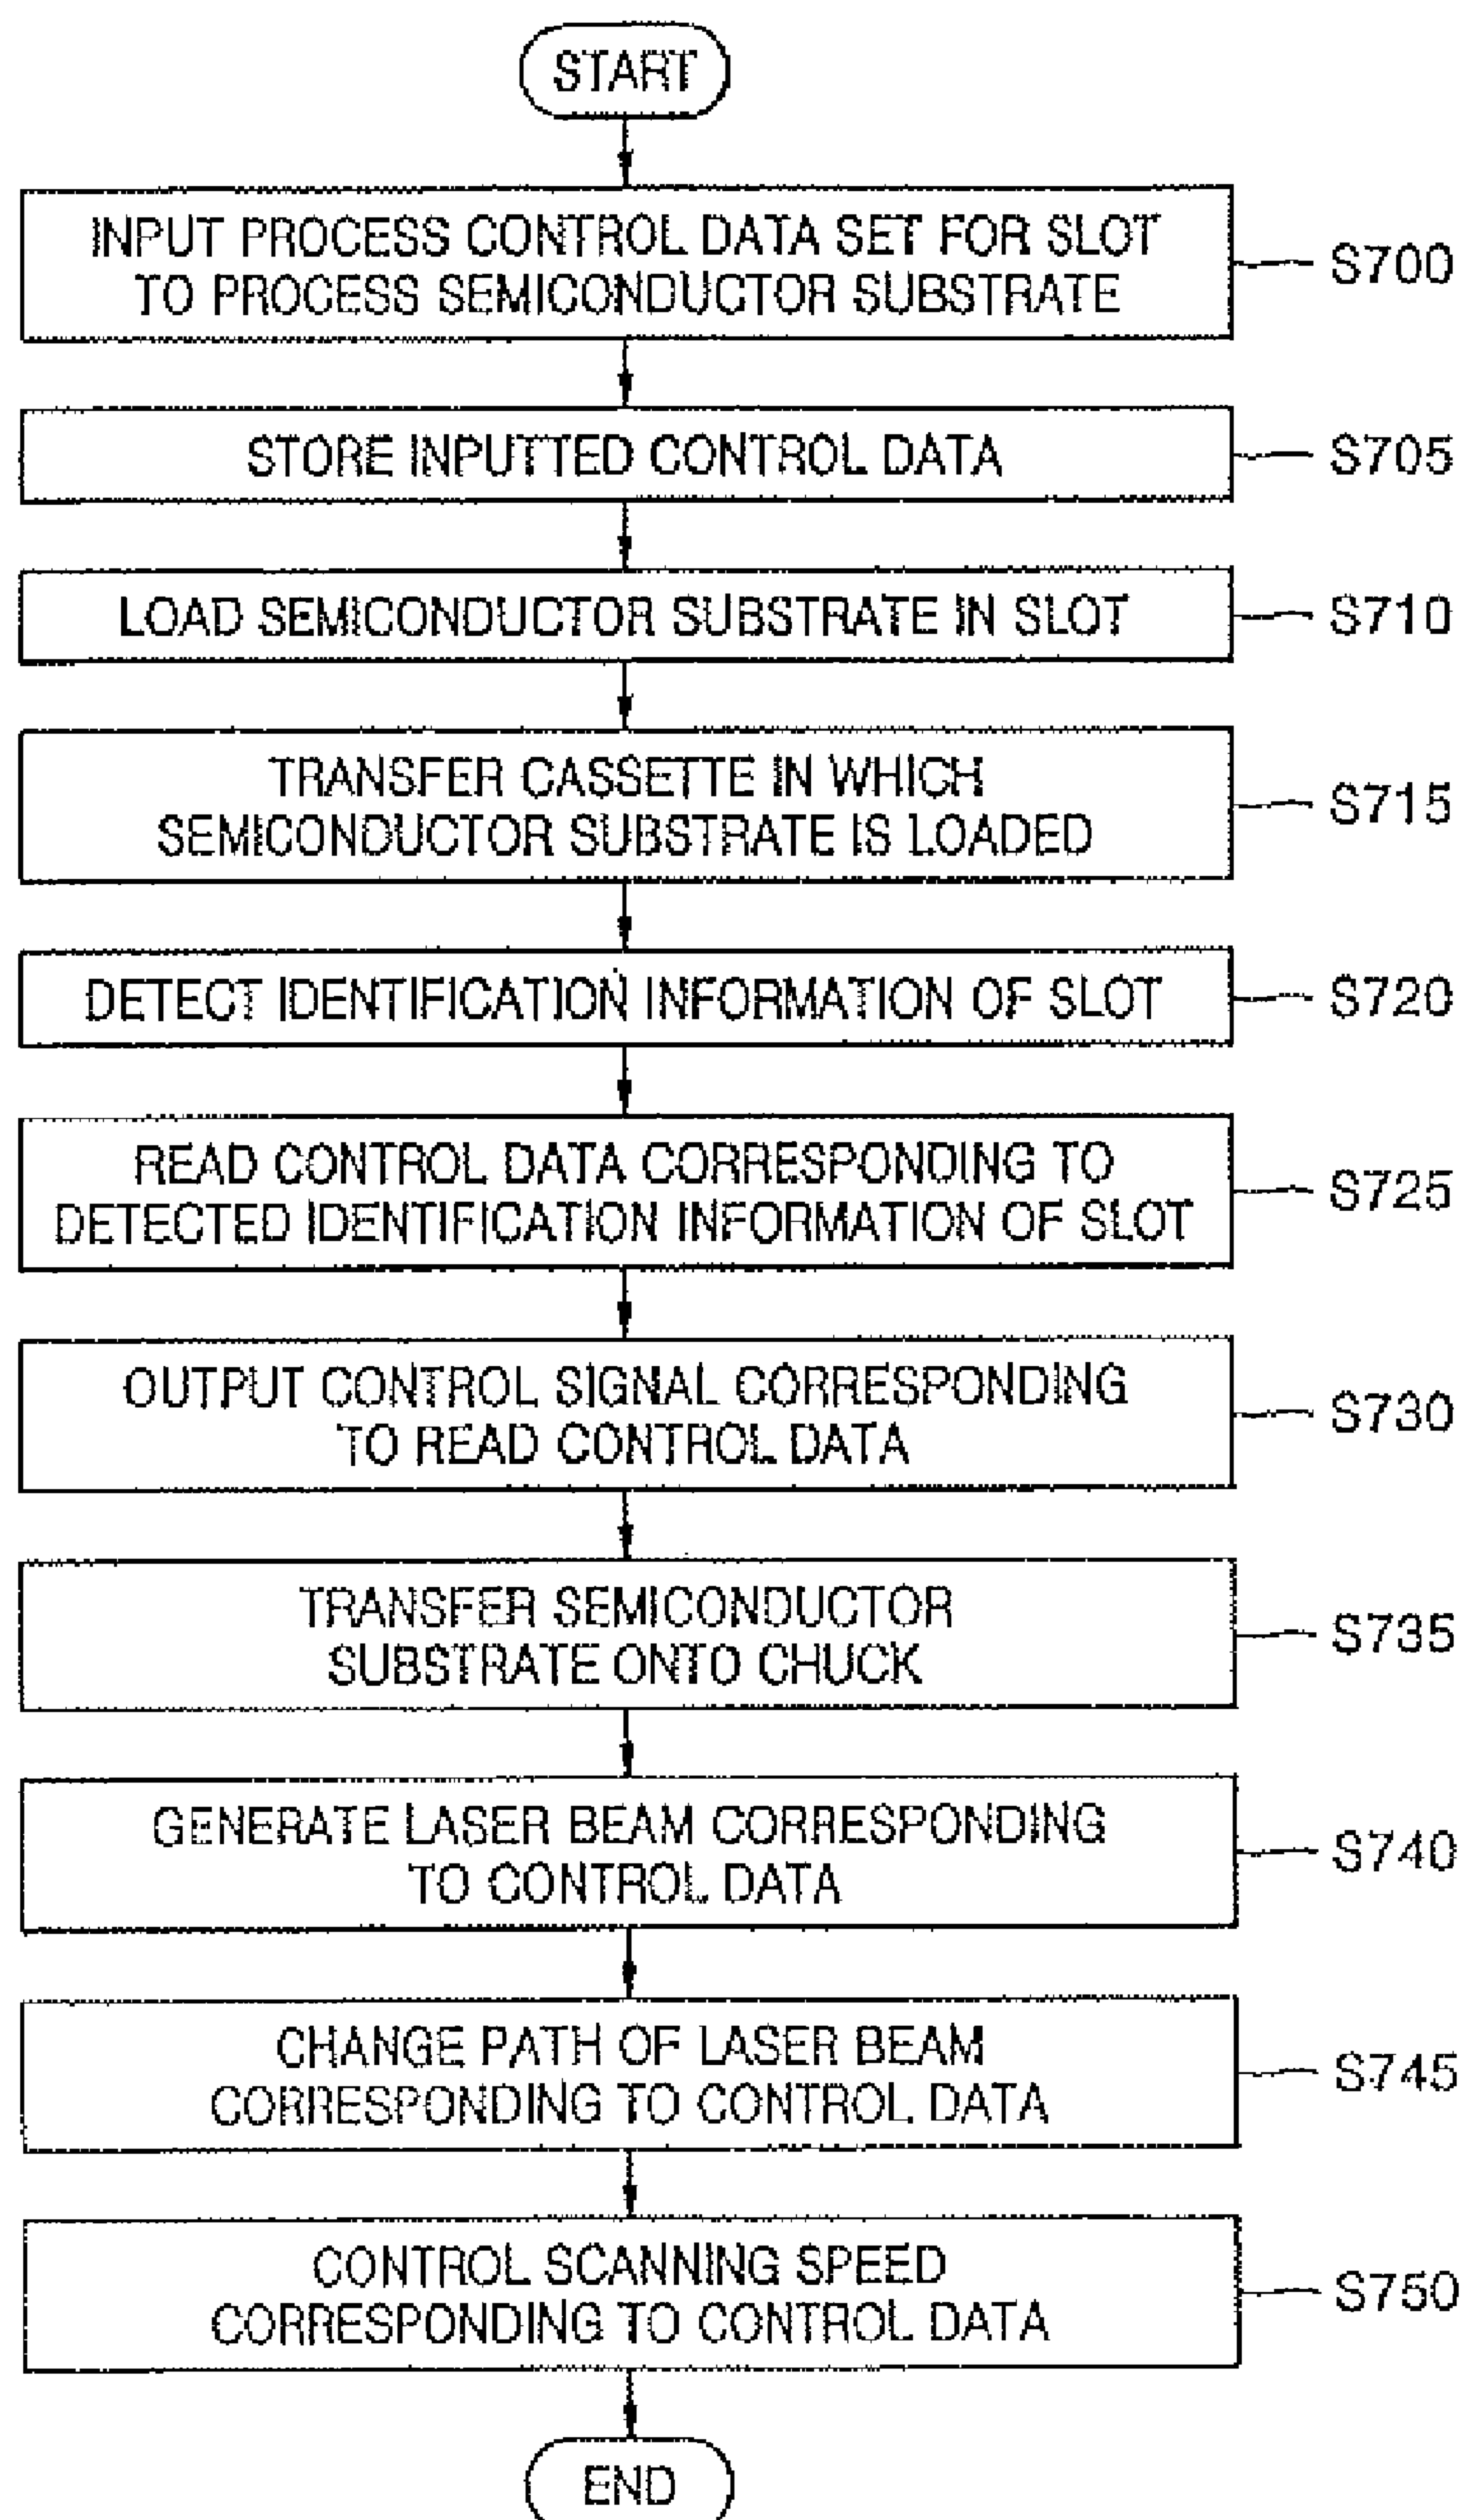 START
INPUT PROCESS CONTROL DATA SET FOR SLOT
TO PROCESS SEMICONDUCTOR SUBSTRATE
S700
STORE INPUTTED CONTROL DATA
S705
LOAD SEMICONDUCTOR SUBSTRATE IN SLOT
S710
TRANSFER CASSETTE IN WHICH
SEMICONDUCTOR SUBSTRATE IS LOADED
S715
DETECT IDENTIFICATION INFORMATION OF SLOT
S720
READ CONTROL DATA CORRESPONDING TO
DETECTED IDENTIFICATION INFORMATION OF SLOT
S725
OUTPUT CONTROL SIGNAL CORRESPONDING
TO READ CONTROL DATA
S730
TRANSFER SEMICONDUCTOR
SUBSTRATE ONTO CHUCK
S735
GENERATE LASER BEAM CORRESPONDING
TO CONTROL DATA
S740
CHANGE PATH OF LASER BEAM
CORRESPONDING TO CONTROL DATA
S745
CONTROL SCANNING SPEED
CORRESPONDING TO CONTROL DATA
S750
END